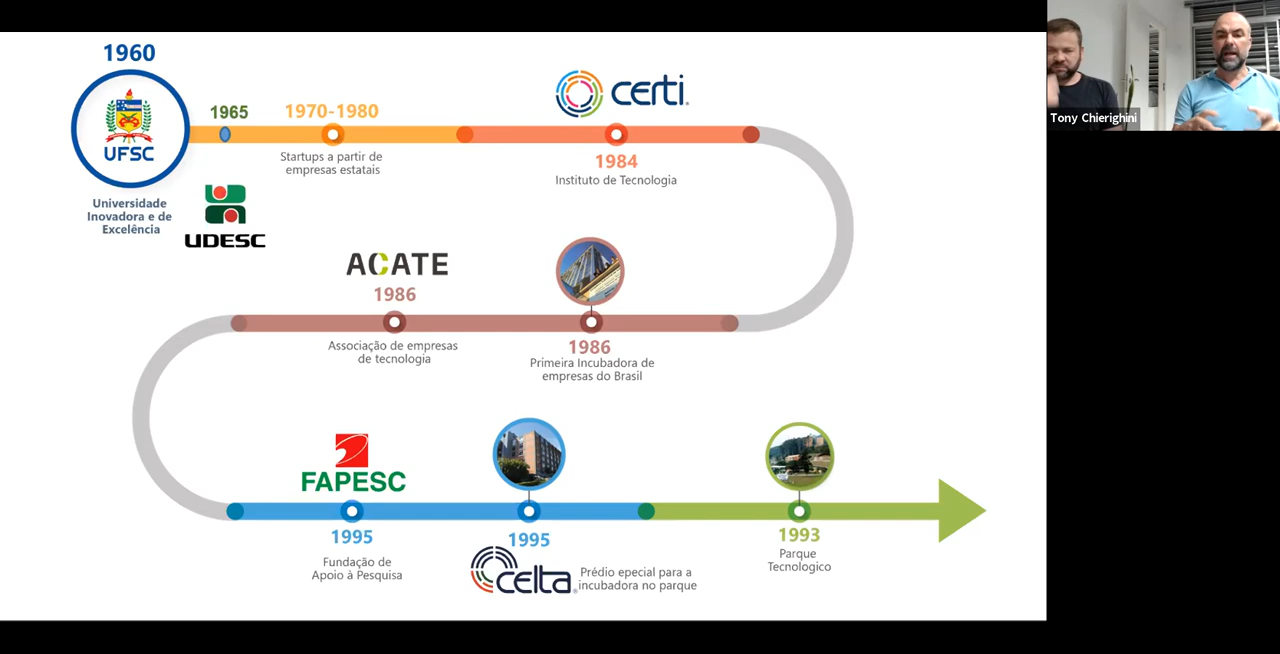 1960
UFSC
Universidade
Inovadora e de
Excelência
1965
UDESC
1970-1980
Startups a partir de
empresas estatais
certi
1984
Instituto de Tecnologia
ACATE
1986
Associação de empresas
de tecnologia
1986
Primeira Incubadora de
empresas do Brasil
FAPESC
1995
Fundação de
Apoio à Pesquisa
1995
celta
Prédio epecial para a
incubadora no parque
1993
Parque
Tecnologico
Tony Chierighini